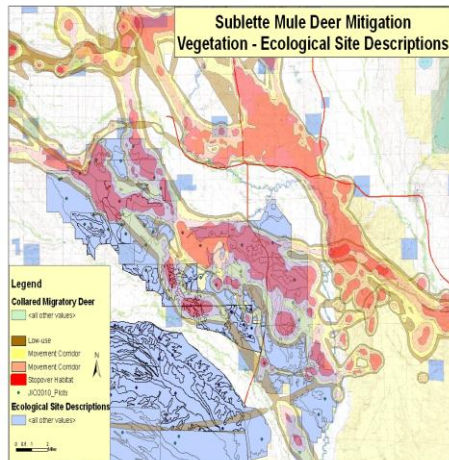 Sublette Mule Deer Mitigation
Vegetation - Ecological Site Descriptions
Legend
Collared Migratory Deer
<all other values>
Low-use
Movement Corridor
Movement Corridor
Stopover Habitat
JIO2010_Plots
Ecological Site Descriptions
<all other values>
N